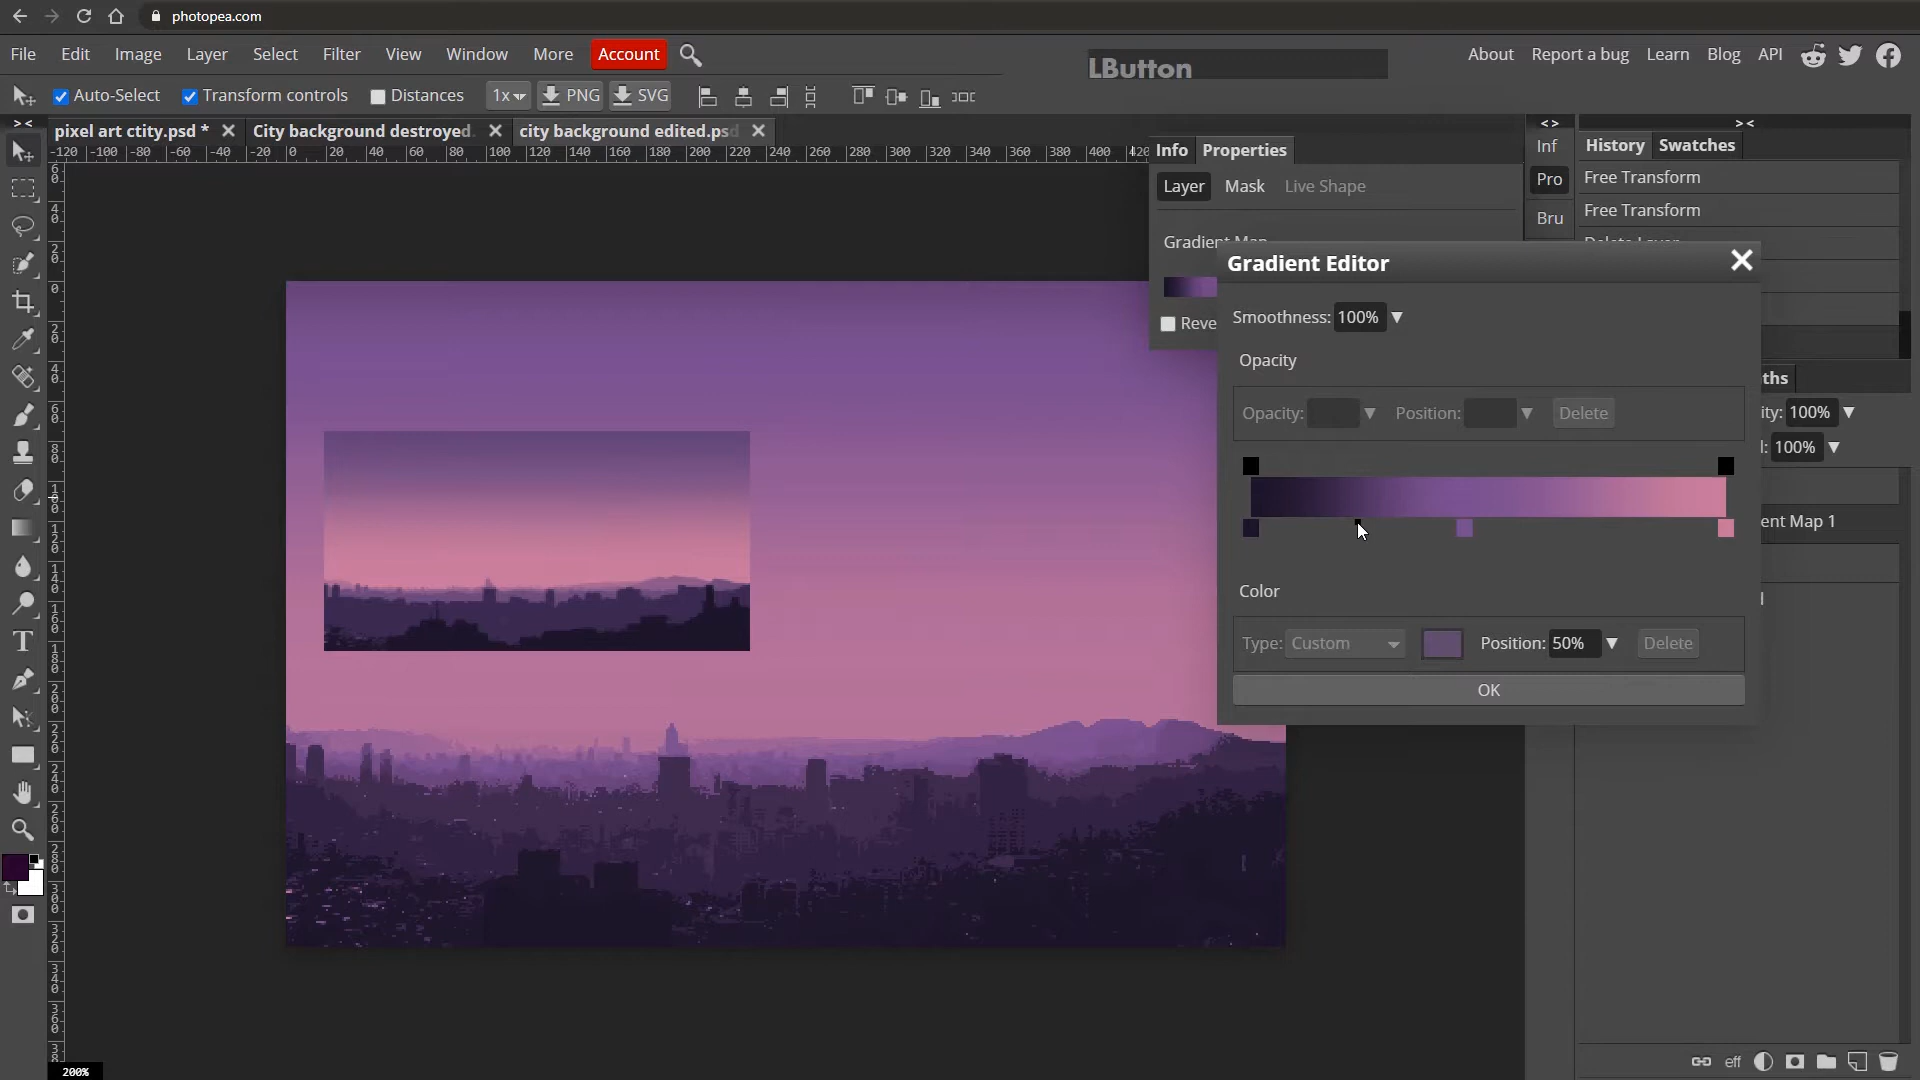 photopea.com
File Edit Image Layer Select Filter View Window More Account
LButton
About Report a bug Learn Blog API
Auto-Select Transform controls Distances 1x PNG SVG
pixel art ctity.psd * City background destroyed. city background edited.psd
-120 -100 -80 -60 -40 -20 0 20 40 60 80 100 120 140 160 180 200 220 240 260 280 300 320 340 360 380 400 420
Info Properties
Layer Mask Live Shape
Gradient Map
Reve
Inf
Pro
Bru
History Swatches
Free Transform
Free Transform
Delete Layer
Gradient Editor
Smoothness: 100%
Opacity
Opacity: Position: Delete
Color
Type: Custom Position: 50% Delete
OK
ths
ity: 100%
l: 100%
ent Map 1
eff
200%